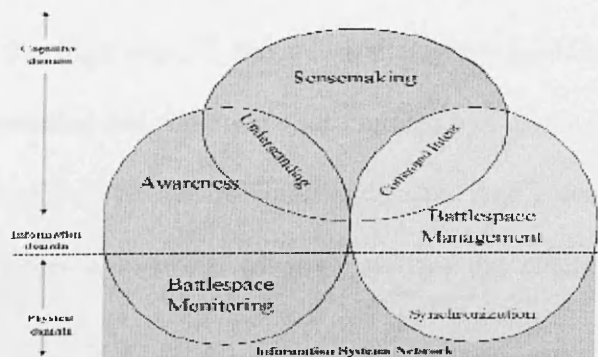 Cognitive
domain
Sensemaking
Understanding
Command Intent
Awareness
Battlespace
Management
Information
domain
Battlespace
Monitoring
Physical
domain
Synchronization
Information Systems Network